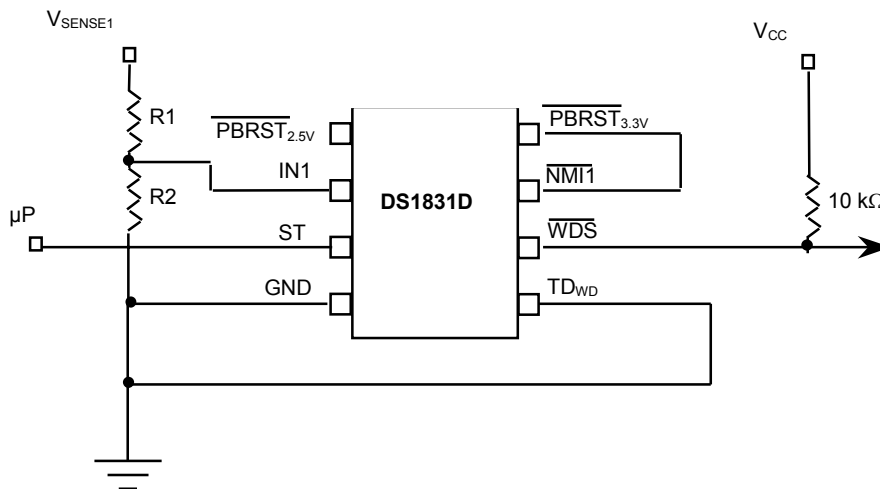 VSENSE1
VCC
R1
PBRST2.5V
PBRST3.3V
IN1
NMI1
R2
DS1831D
10 kΩ
µP
ST
WDS
GND
TDWD